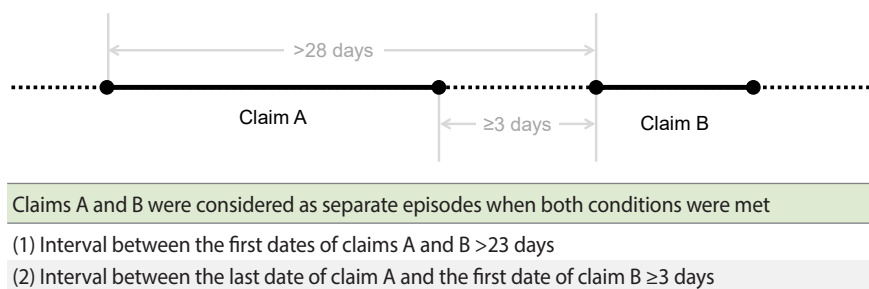 >28 days
Claim A
≥3 days
Claim B
Claims A and B were considered as separate episodes when both conditions were met
(1) Interval between the first dates of claims A and B >23 days
(2) Interval between the last date of claim A and the first date of claim B ≥3 days